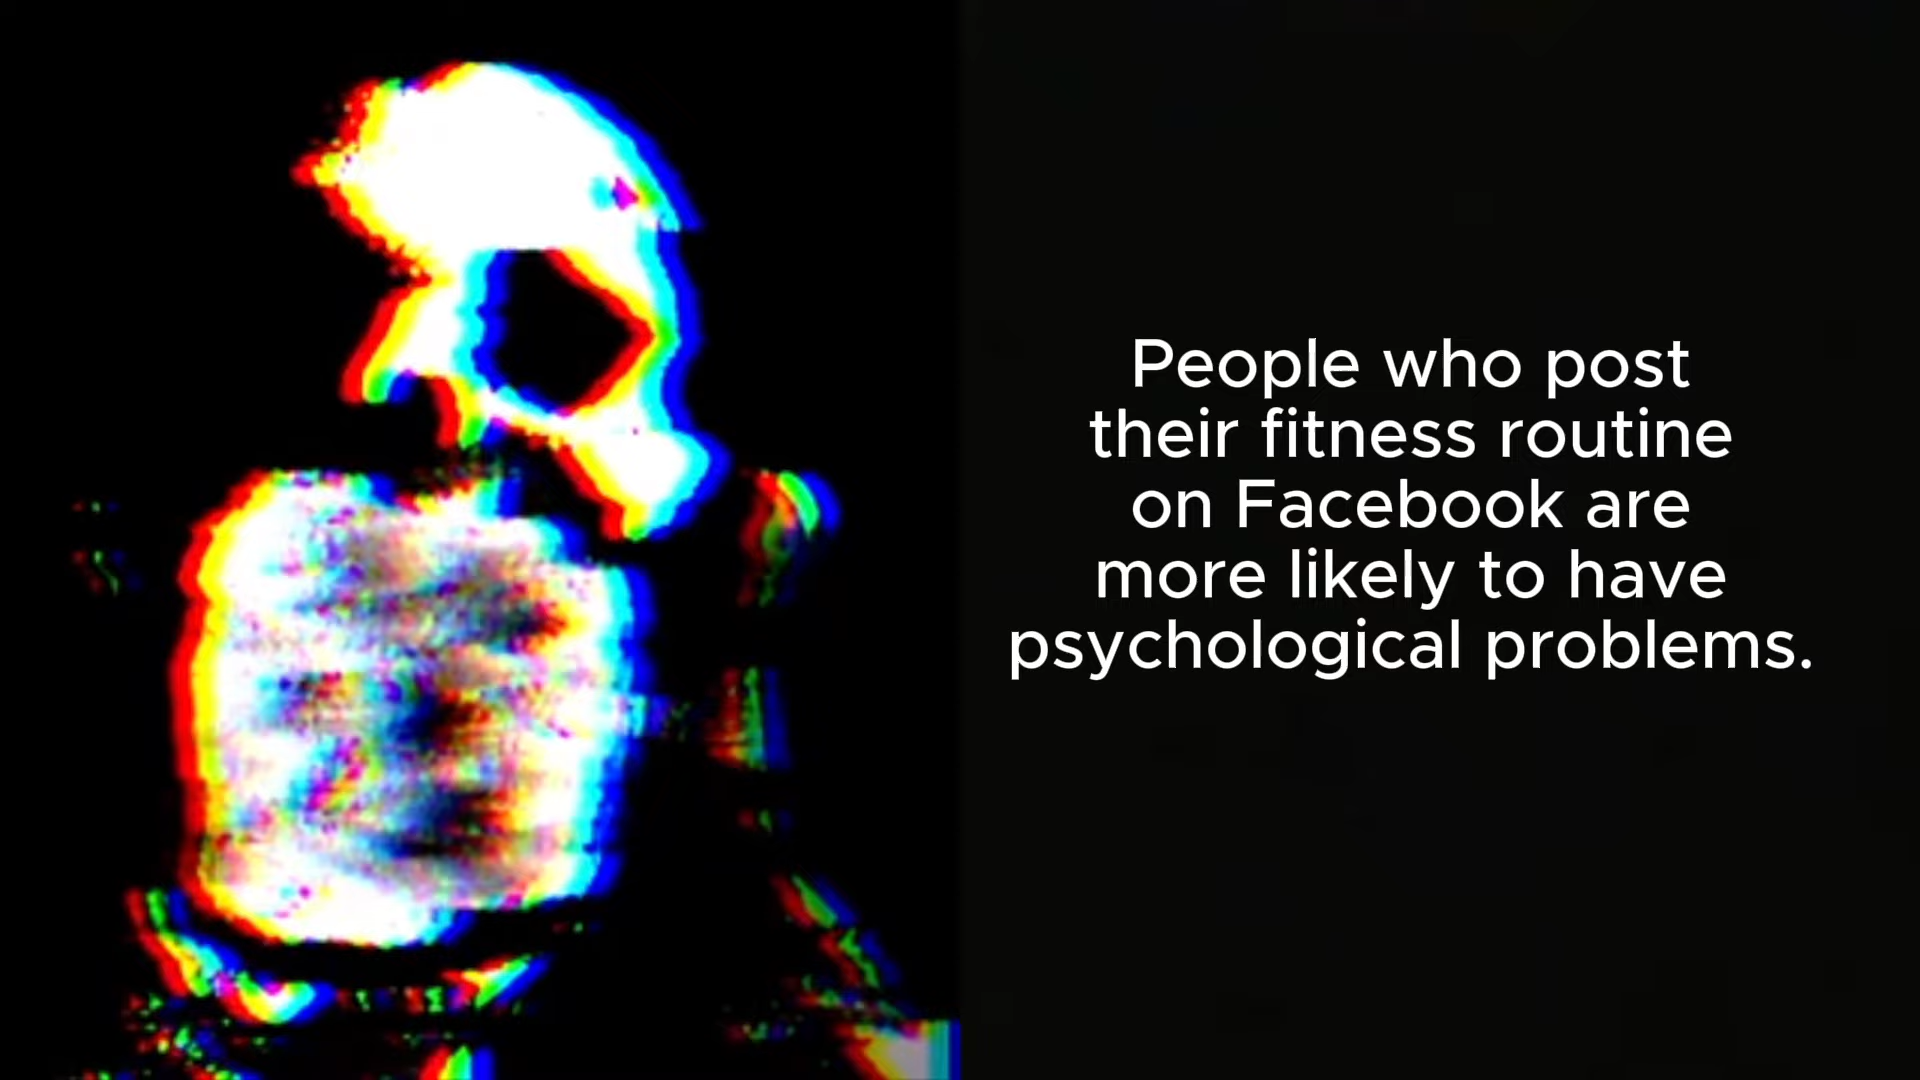 People who post
their fitness routine
on Facebook are
more likely to have
psychological problems.